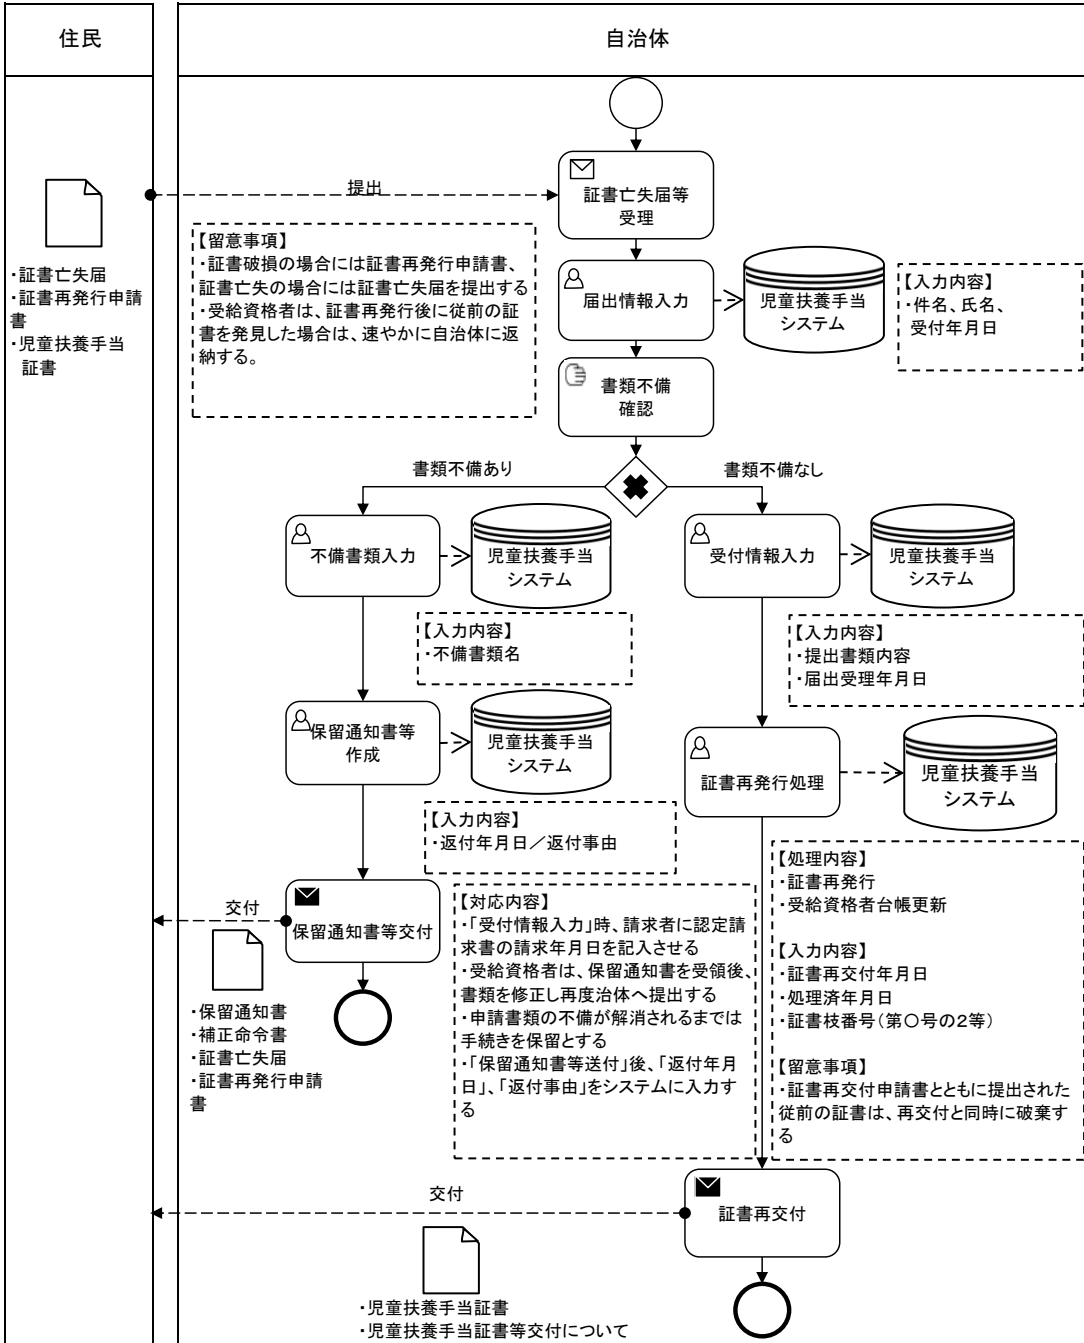 住民
自治体
提出
証書亡失届等
受理
・証書亡失届
・証書再発行申請
書
・児童扶養手当
証書
【留意事項】
・証書破損の場合には証書再発行申請書、
証書亡失の場合には証書亡失届を提出する
・受給資格者は、証書再発行後に従前の証
書を発見した場合は、速やかに自治体に返
納する。
届出情報入力
児童扶養手当
システム
【入力内容】
・件名、氏名、
受付年月日
書類不備
確認
書類不備あり
書類不備なし
不備書類入力
児童扶養手当
システム
受付情報入力
児童扶養手当
システム
【入力内容】
・不備書類名
【入力内容】
・提出書類内容
・届出受理年月日
保留通知書等
作成
児童扶養手当
システム
証書再発行処理
児童扶養手当
システム
【入力内容】
・返付年月日／返付事由
【処理内容】
・証書再発行
・受給資格者台帳更新
【入力内容】
・証書再交付年月日
・処理済年月日
・証書枝番号（第〇号の2等）
【留意事項】
・証書再交付申請書とともに提出された
従前の証書は、再交付と同時に破棄す
る
交付
保留通知書等交付
・保留通知書
・補正命令書
・証書亡失届
・証書再発行申請
書
【対応内容】
・「受付情報入力」時、請求者に認定請
求書の請求年月日を記入させる
・受給資格者は、保留通知書を受領後、
書類を修正し再度治体へ提出する
・申請書類の不備が解消されるまでは
手続きを保留とする
・「保留通知書等送付」後、「返付年月
日」、「返付事由」をシステムに入力す
る
交付
証書再交付
・児童扶養手当証書
・児童扶養手当証書等交付について